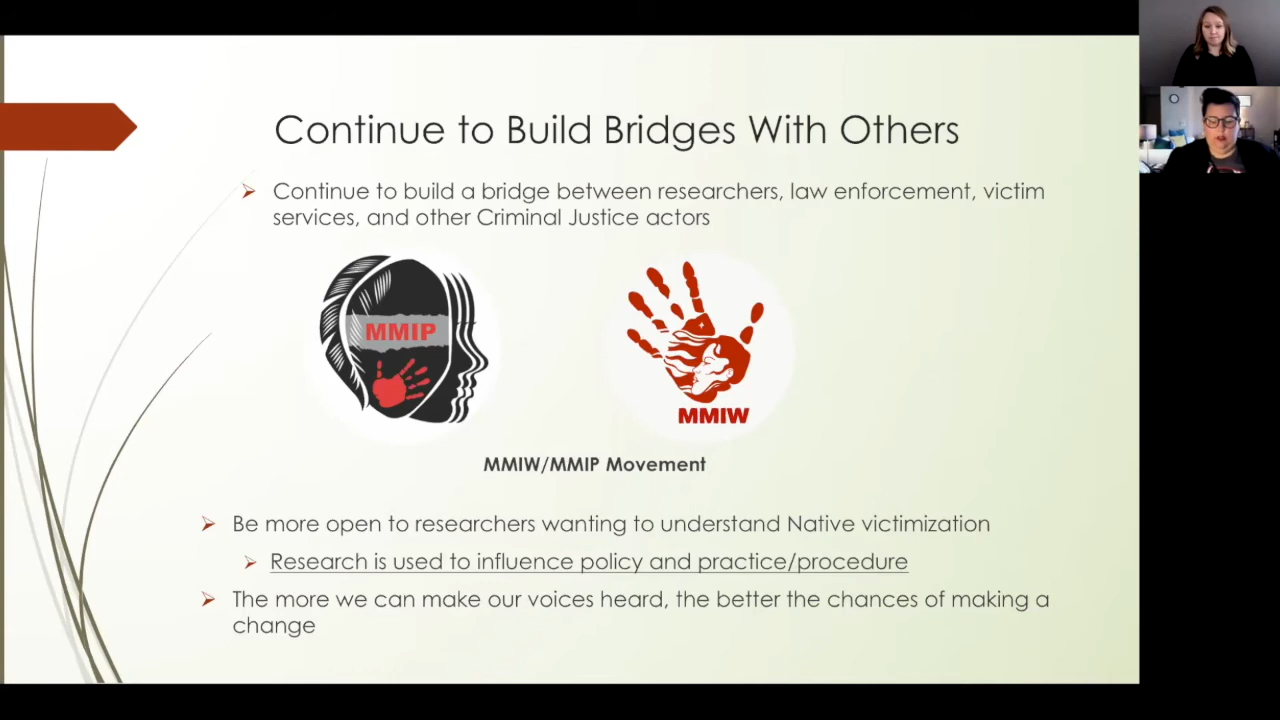 Continue to Build Bridges With Others
Continue to build a bridge between researchers, law enforcement, victim
services, and other Criminal Justice actors
MMIP
MMIW
MMIW/MMIP Movement
Be more open to researchers wanting to understand Native victimization
Research is used to influence policy and practice/procedure
The more we can make our voices heard, the better the chances of making a
change